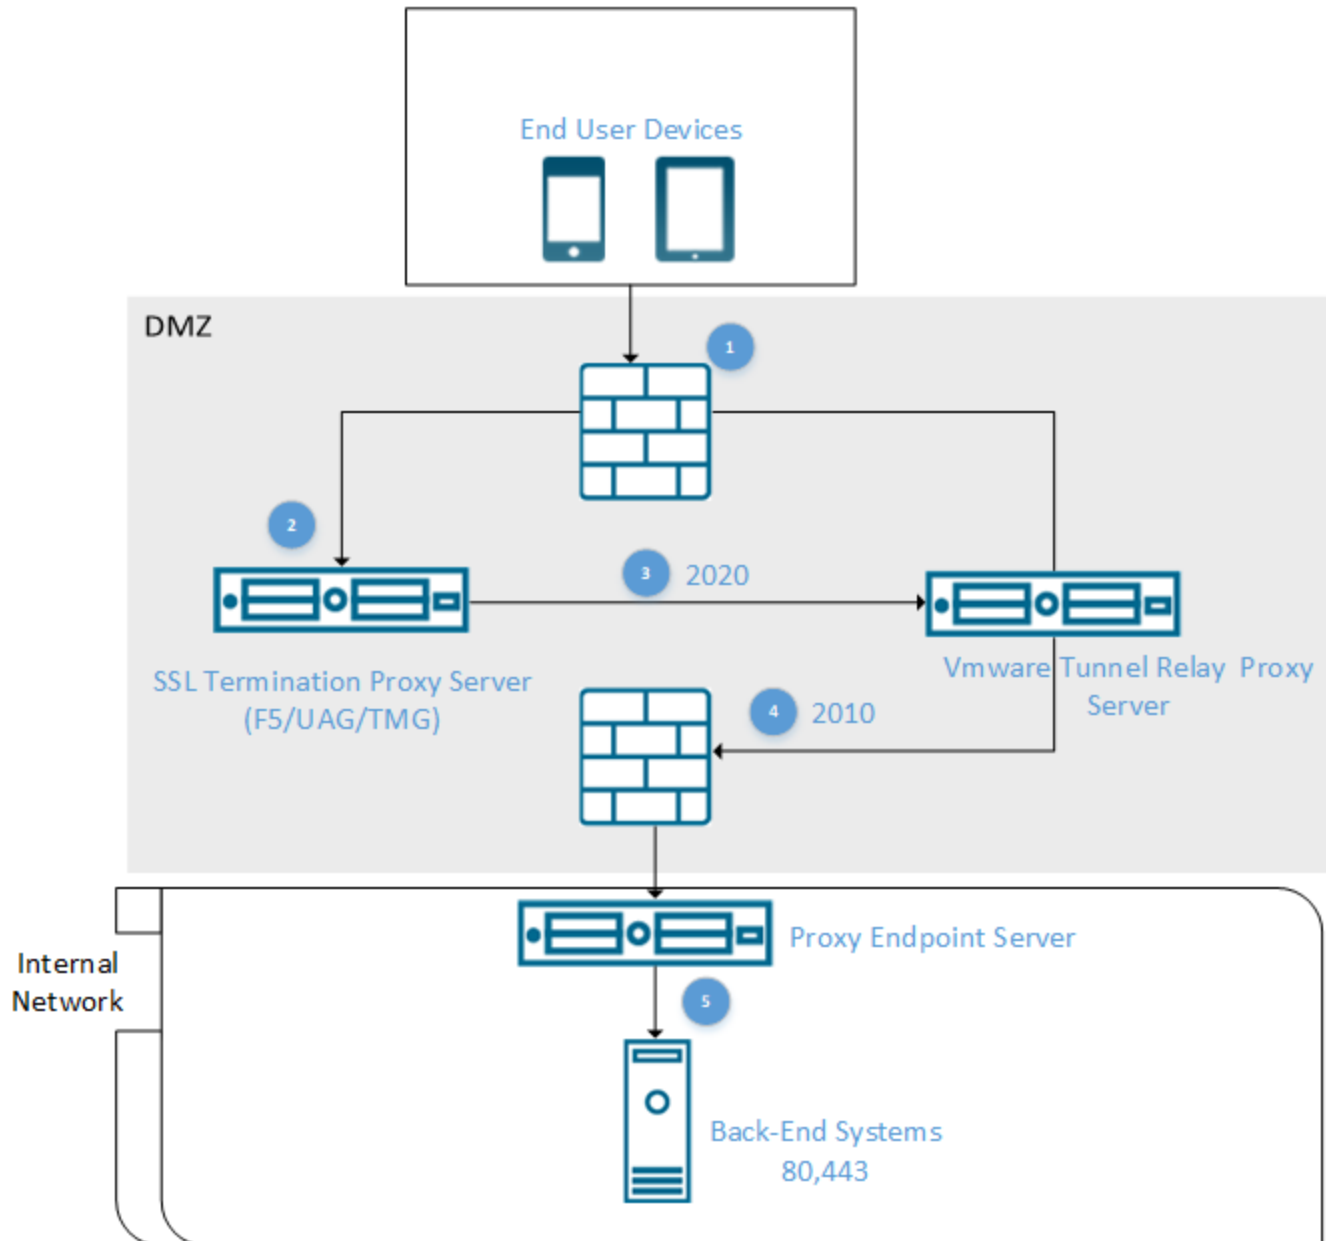 End User Devices
DMZ
1
2
3
2020
SSL Termination Proxy Server
(F5/UAG/TMG)
Vmware Tunnel Relay Proxy
Server
4
2010
Proxy Endpoint Server
Internal
Network
5
Back-End Systems
80,443